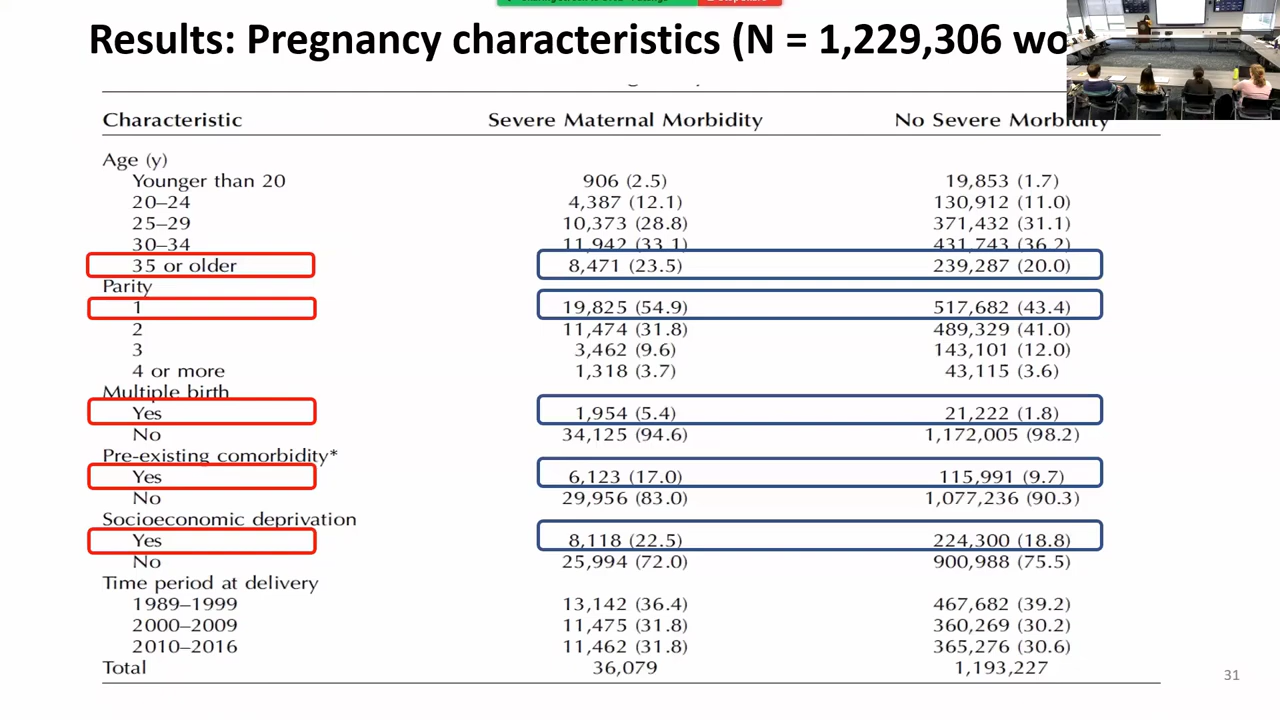 Results: Pregnancy characteristics (N = 1,229,306 wo
Characteristic Severe Maternal Morbidity No Severe Morbidity
Age (y)
Younger than 20 906 (2.5) 19,853 (1.7)
20–24 4,387 (12.1) 130,912 (11.0)
25–29 10,373 (28.8) 371,432 (31.1)
30–34 11,942 (33.1) 431,743 (36.2)
35 or older 8,471 (23.5) 239,287 (20.0)
Parity
1 19,825 (54.9) 517,682 (43.4)
2 11,474 (31.8) 489,329 (41.0)
3 3,462 (9.6) 143,101 (12.0)
4 or more 1,318 (3.7) 43,115 (3.6)
Multiple birth
Yes 1,954 (5.4) 21,222 (1.8)
No 34,125 (94.6) 1,172,005 (98.2)
Pre-existing comorbidity*
Yes 6,123 (17.0) 115,991 (9.7)
No 29,956 (83.0) 1,077,236 (90.3)
Socioeconomic deprivation
Yes 8,118 (22.5) 224,300 (18.8)
No 25,994 (72.0) 900,988 (75.5)
Time period at delivery
1989–1999 13,142 (36.4) 467,682 (39.2)
2000–2009 11,475 (31.8) 360,269 (30.2)
2010–2016 11,462 (31.8) 365,276 (30.6)
Total 36,079 1,193,227
31